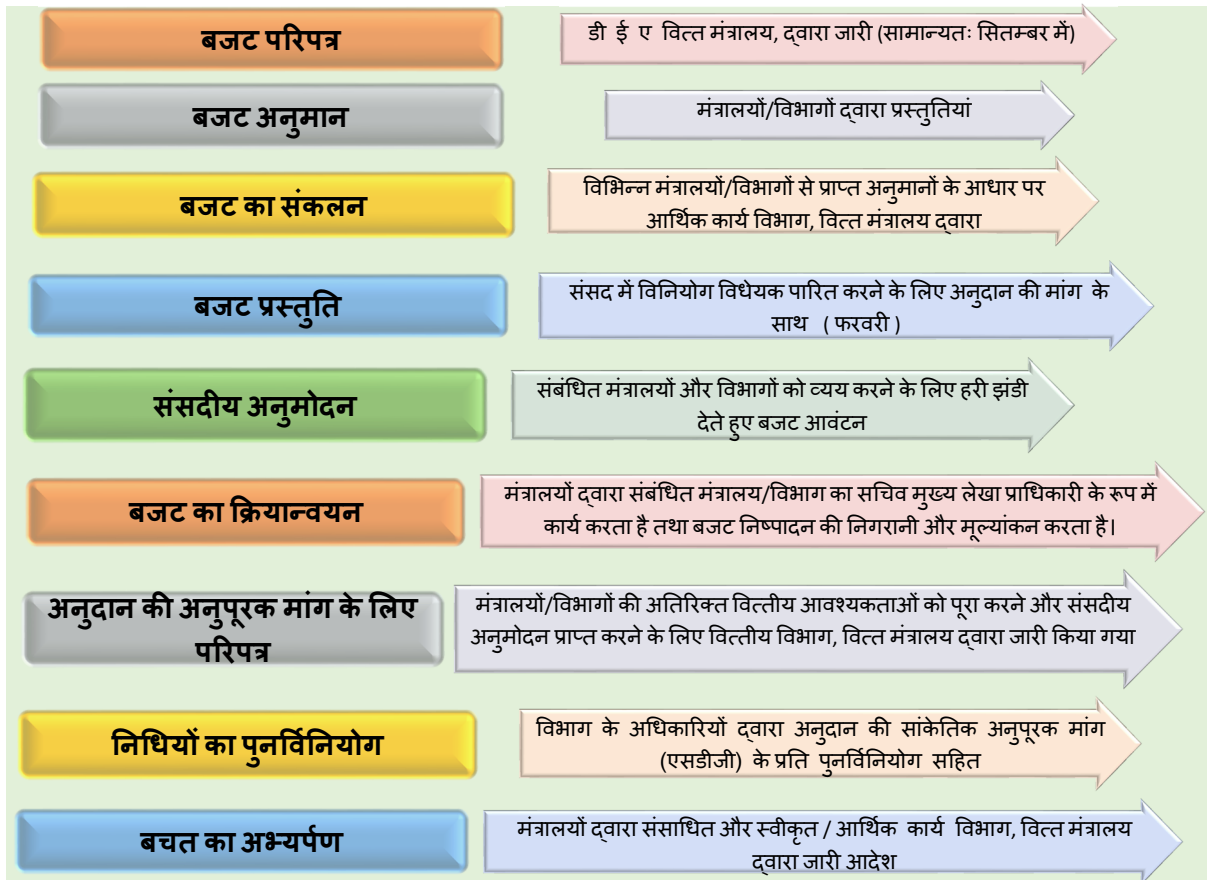 बजट परिपत्र
डी ई ए वित्त मंत्रालय, द्वारा जारी (सामान्यतः सितम्बर में)
बजट अनुमान
मंत्रालयों/विभागों द्वारा प्रस्तुतियां
बजट का संकलन
विभिन्न मंत्रालयों/विभागों से प्राप्त अनुमानों के आधार पर
आर्थिक कार्य विभाग, वित्त मंत्रालय द्वारा
बजट प्रस्तुति
संसद में विनियोग विधेयक पारित करने के लिए अनुदान की मांग के
साथ ( फरवरी )
संसदीय अनुमोदन
संबंधित मंत्रालयों और विभागों को व्यय करने के लिए हरी झंडी
देते हुए बजट आवंटन
बजट का क्रियान्वयन
मंत्रालयों द्वारा संबंधित मंत्रालय/विभाग का सचिव मुख्य लेखा प्राधिकारी के रूप में
कार्य करता है तथा बजट निष्पादन की निगरानी और मूल्यांकन करता है।
अनुदान की अनुपूरक मांग के लिए
परिपत्र
मंत्रालयों/विभागों की अतिरिक्त वित्तीय आवश्यकताओं को पूरा करने और संसदीय
अनुमोदन प्राप्त करने के लिए वित्तीय विभाग, वित्त मंत्रालय द्वारा जारी किया गया
निधियों का पुनर्विनियोग
विभाग के अधिकारियों द्वारा अनुदान की सांकेतिक अनुपूरक मांग
(एसडीजी) के प्रति पुनर्विनियोग सहित
बचत का अभ्यर्पण
मंत्रालयों द्वारा संसाधित और स्वीकृत / आर्थिक कार्य विभाग, वित्त मंत्रालय
द्वारा जारी आदेश